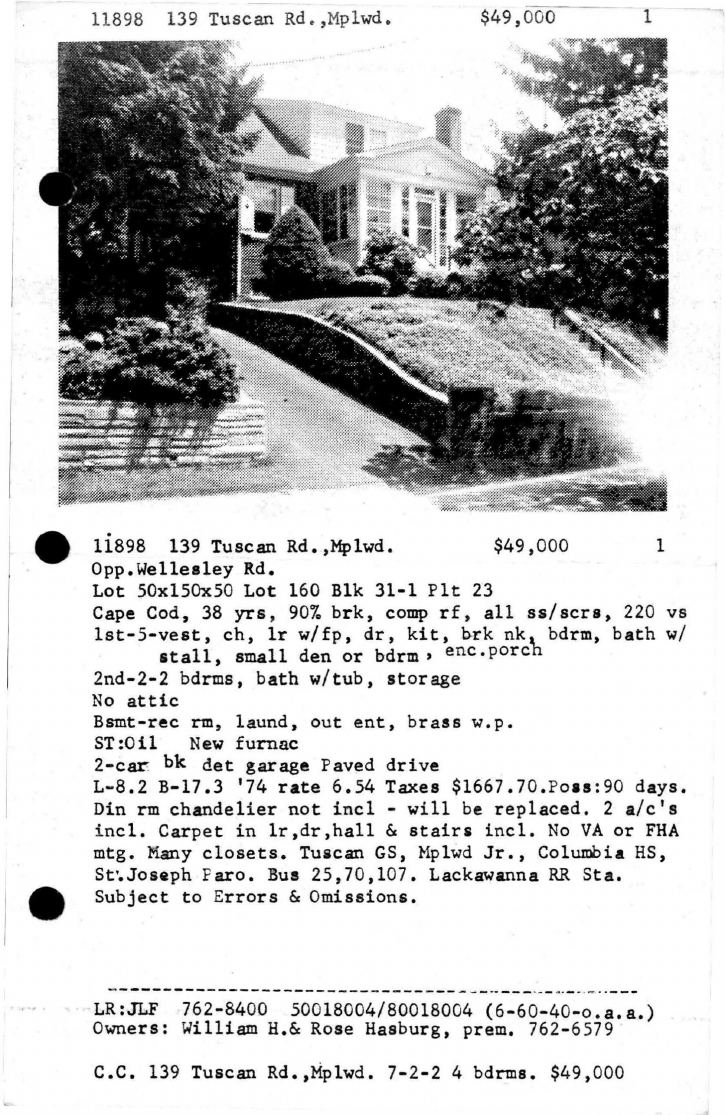 11898 139 Tuscan Rd.,Mplwd. $49,000 1
11898 139 Tuscan Rd.,Mplwd. $49,000 1
Opp.Wellesley Rd.
Lot 50x150x50 Lot 160 Blk 31-1 Plt 23
Cape Cod, 38 yrs, 90% brk, comp rf, all ss/scrs, 220 vs
1st-5-vest, ch, lr w/fp, dr, kit, brk nk, bdrm, bath w/
stall, small den or bdrm, enc.porch
2nd-2-2 bdrms, bath w/tub, storage
No attic
Bsmt-rec rm, laund, out ent, brass w.p.
ST:Oil New furnac
2-car bk det garage Paved drive
L-8.2 B-17.3 '74 rate 6.54 Taxes $1667.70.Poss:90 days.
Din rm chandelier not incl - will be replaced. 2 a/c's
incl. Carpet in lr,dr,hall & stairs incl. No VA or FHA
mtg. Many closets. Tuscan GS, Mplwd Jr., Columbia HS,
St.Joseph Paro. Bus 25,70,107. Lackawanna RR Sta.
Subject to Errors & Omissions.
LR:JLF 762-8400 50018004/80018004 (6-60-40-o.a.a.)
Owners: William H.& Rose Hasburg, prem. 762-6579
C.C. 139 Tuscan Rd.,Mplwd. 7-2-2 4 bdrms. $49,000